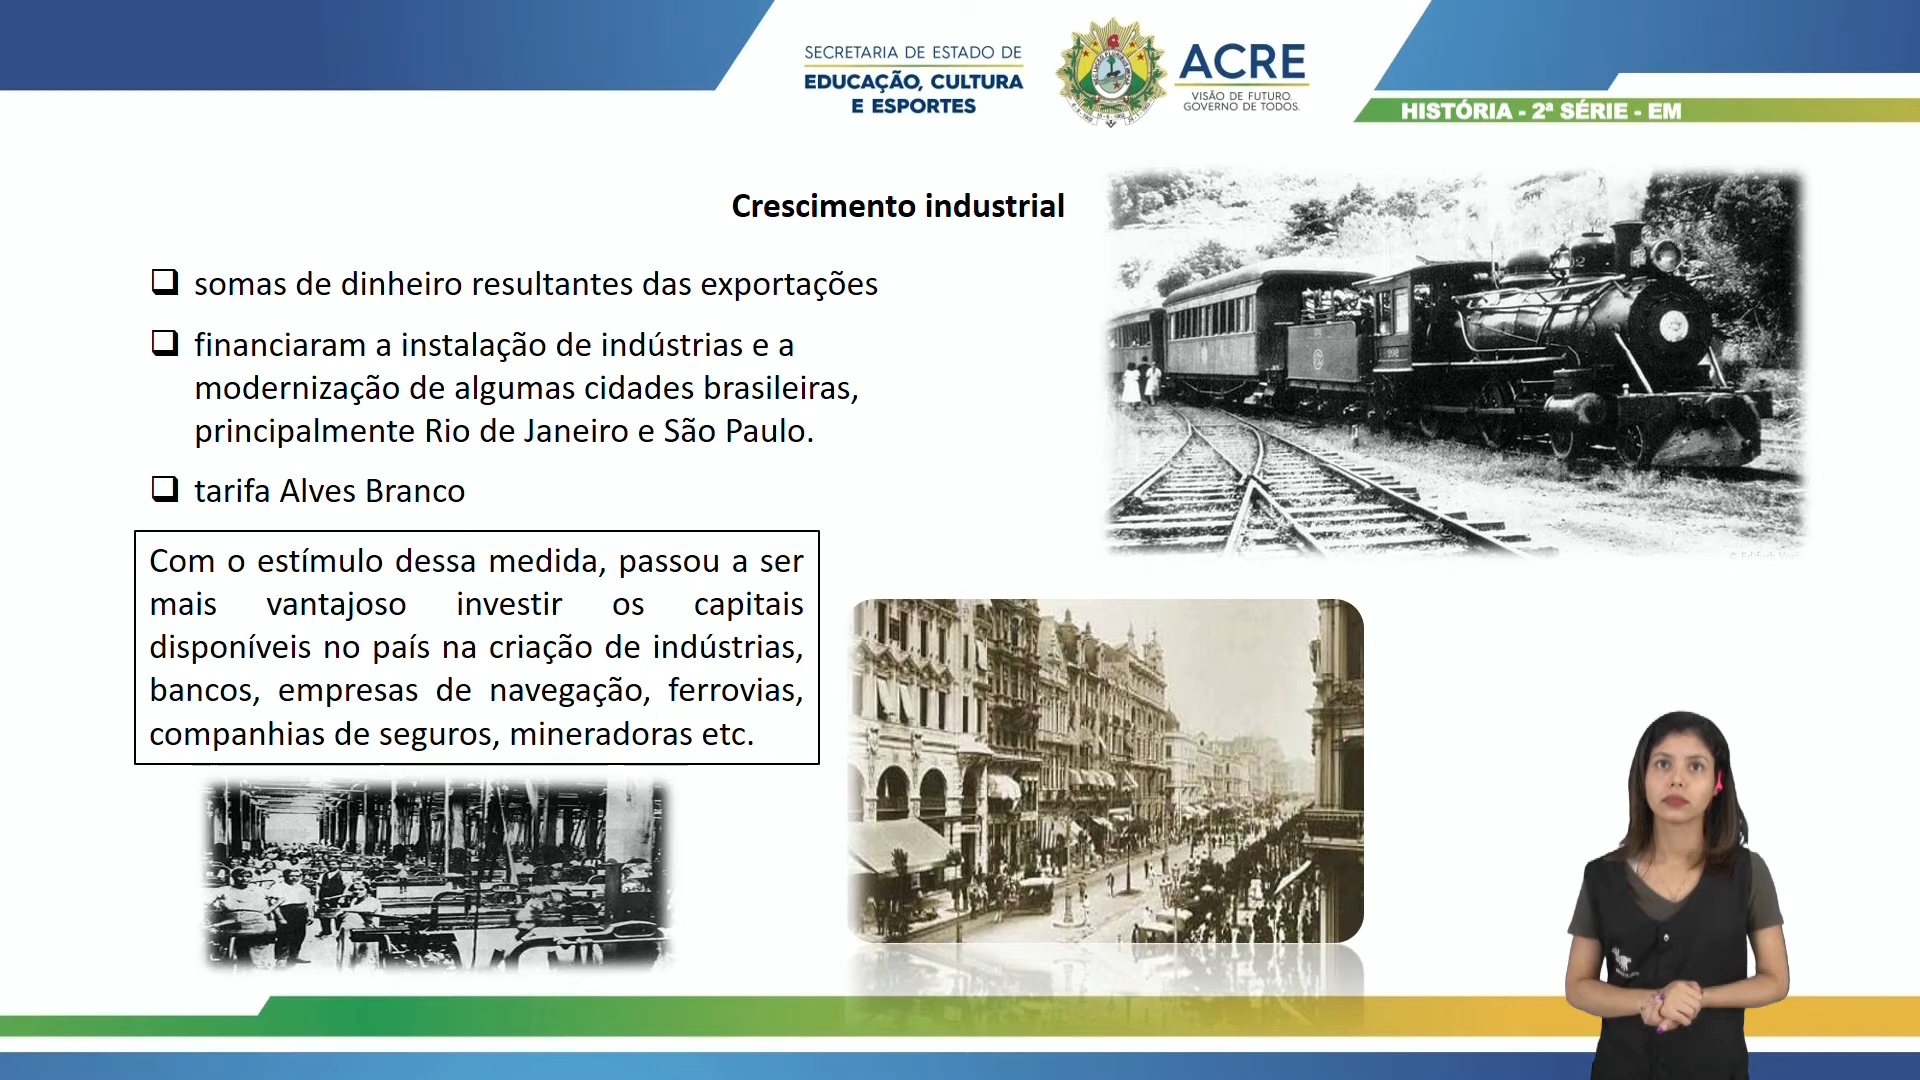 SECRETARIA DE ESTADO DE
EDUCAÇÃO, CULTURA
E ESPORTES
ACRE
VISÃO DE FUTURO.
GOVERNO DE TODOS.
HISTÓRIA - 2ª SÉRIE - EM
Crescimento industrial
somas de dinheiro resultantes das exportações
financiaram a instalação de indústrias e a
modernização de algumas cidades brasileiras,
principalmente Rio de Janeiro e São Paulo.
tarifa Alves Branco
Com o estímulo dessa medida, passou a ser
mais vantajoso investir os capitais
disponíveis no país na criação de indústrias,
bancos, empresas de navegação, ferrovias,
companhias de seguros, mineradoras etc.
202